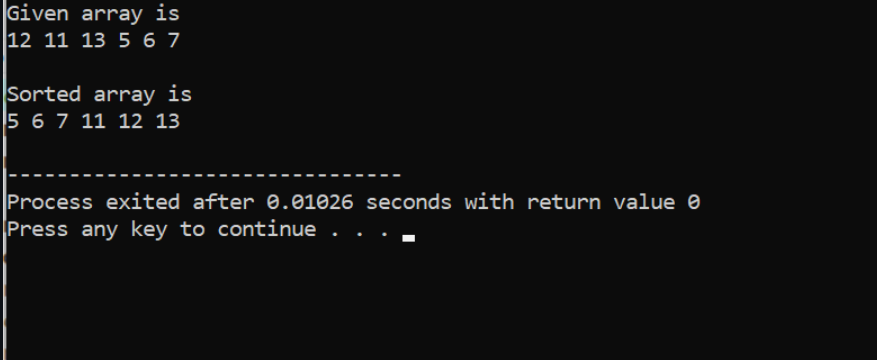 Given array is
12 11 13 5 6 7
Sorted array is
5 6 7 11 12 13
--------------------------------
Process exited after 0.01026 seconds with return value 0
Press any key to continue . . .